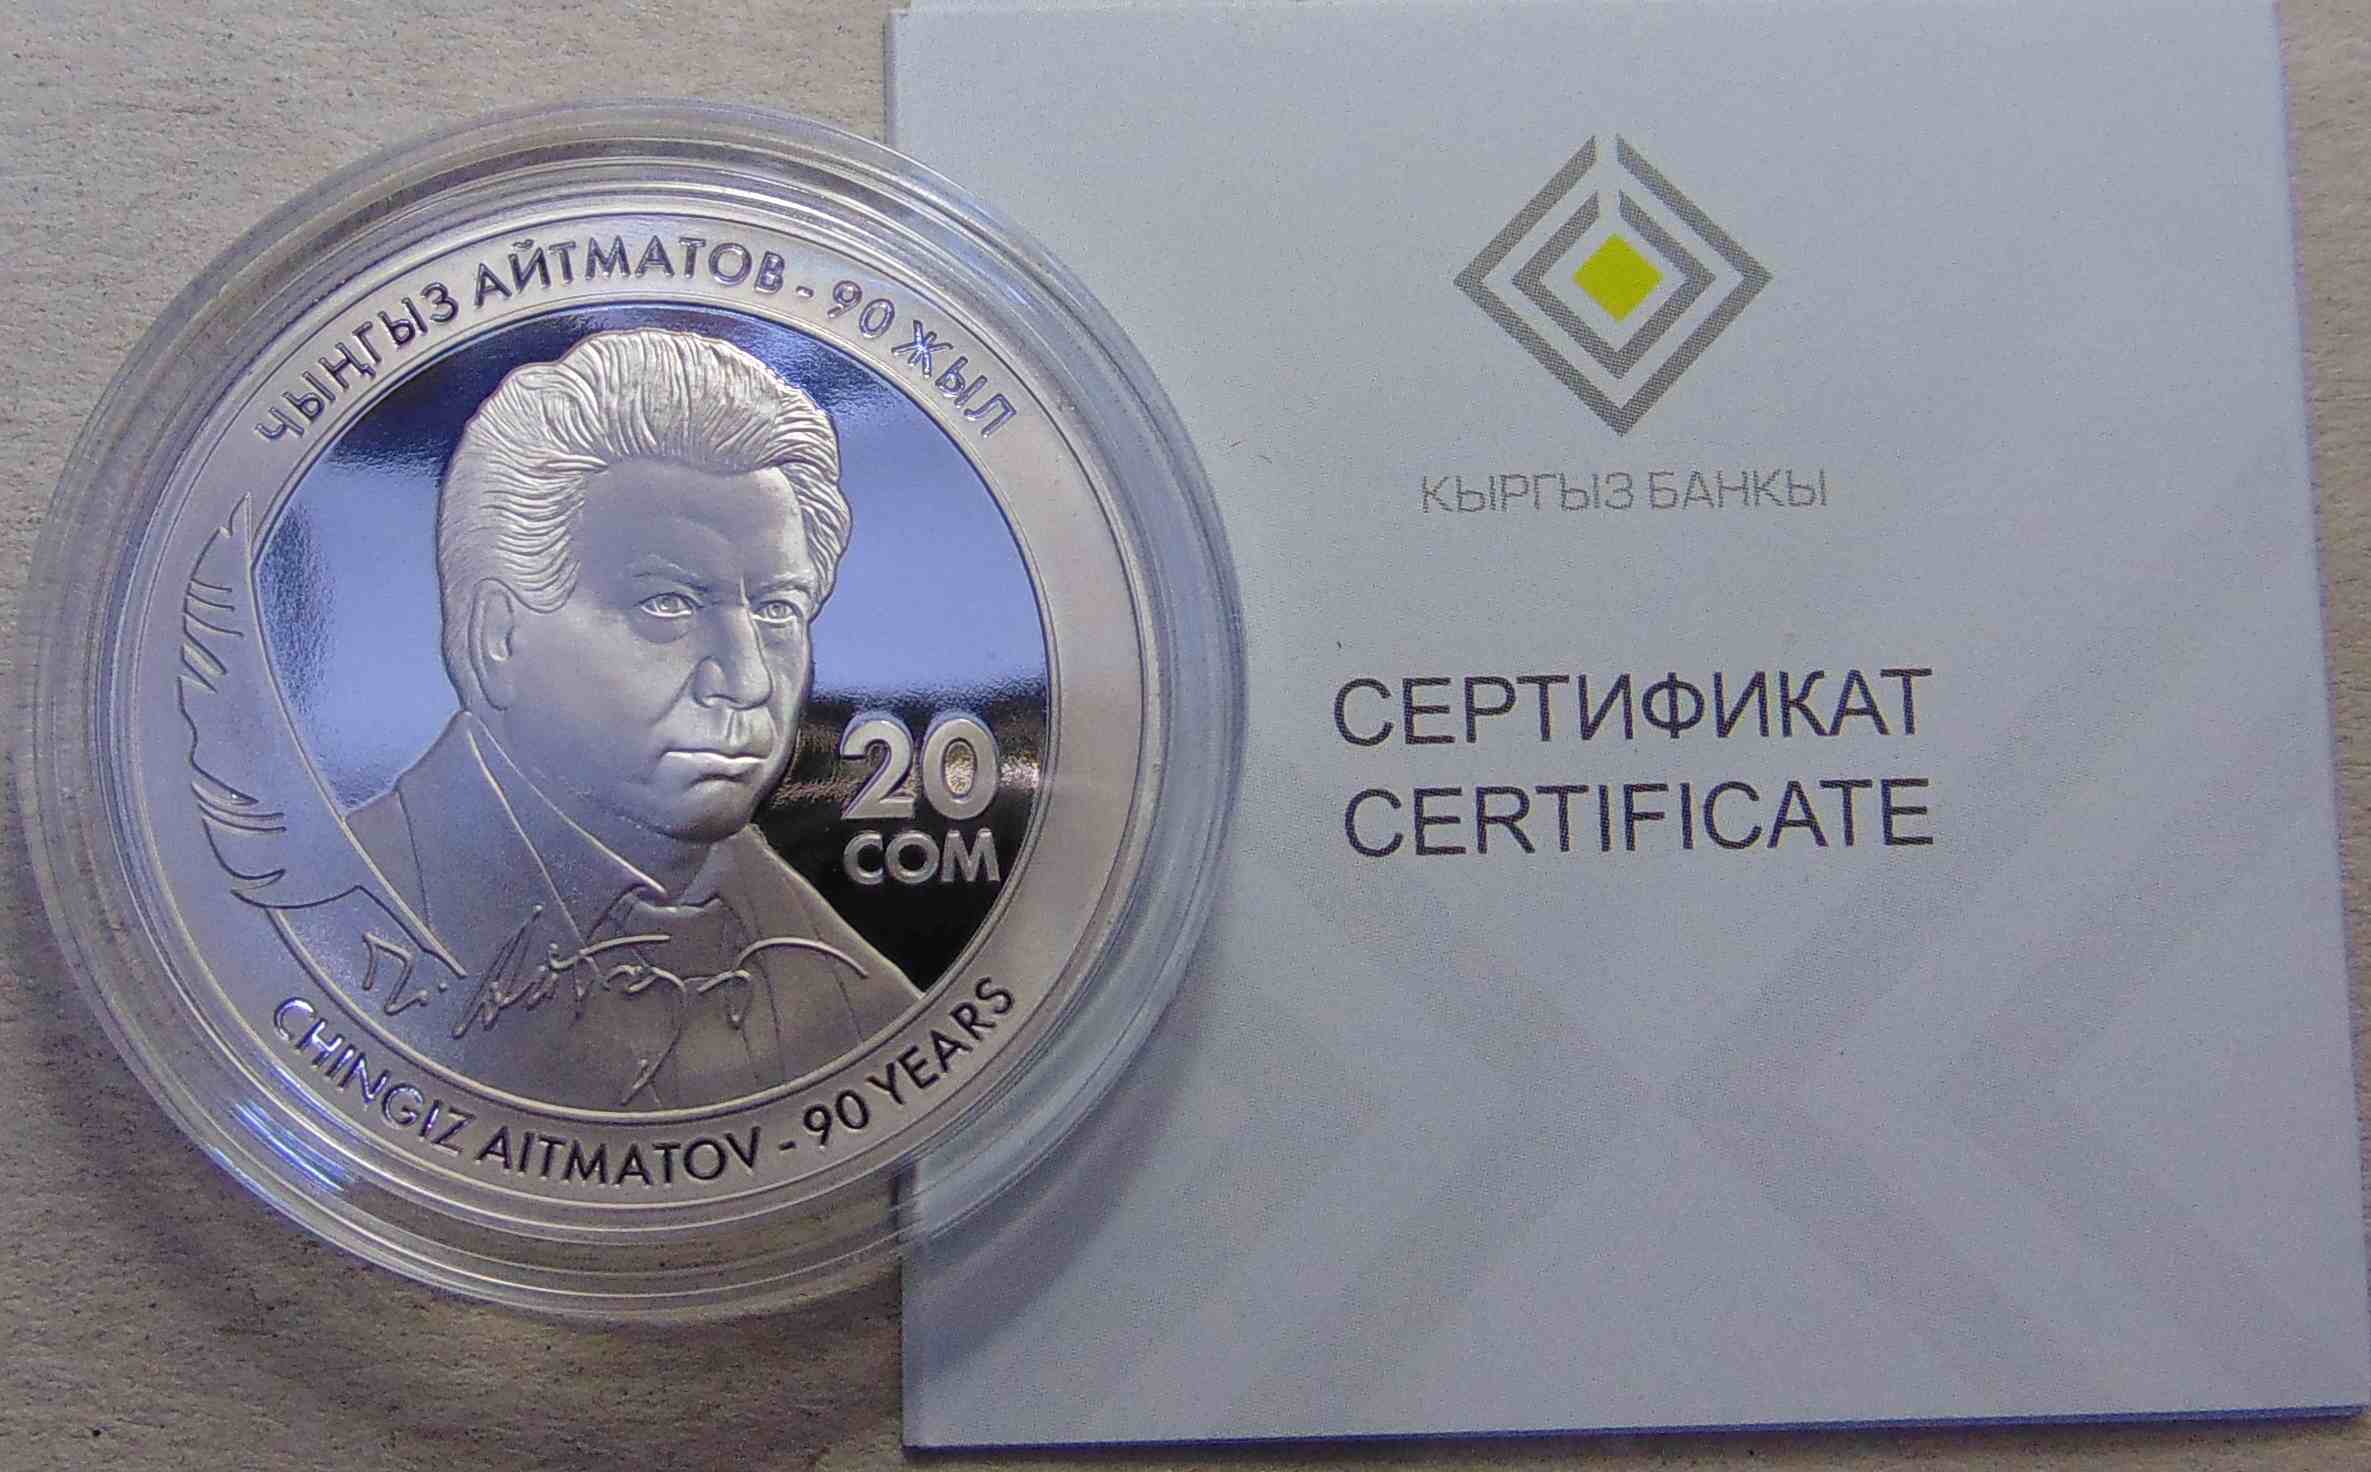 ЧЫҢГЫЗ АЙТМАТОВ - 90 ЖЫЛ
20
СОМ
CHINGIZ AITMATOV - 90 YEARS
КЫРГЫЗ БАНКЫ
СЕРТИФИКАТ
CERTIFICATE